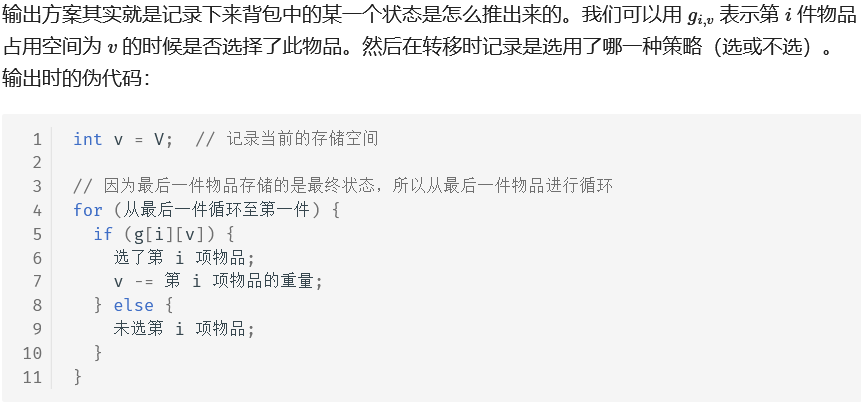 输出方案其实就是记录下来背包中的某一个状态是怎么推出来的。我们可以用 g_{i,v} 表示第 i 件物品
占用空间为 v 的时候是否选择了此物品。然后在转移时记录是选用了哪一种策略（选或不选）。
输出时的伪代码：
1 int v = V;  // 记录当前的存储空间
2
3 // 因为最后一件物品存储的是最终状态，所以从最后一件物品进行循环
4 for (从最后一件循环至第一件) {
5   if (g[i][v]) {
6     选了第 i 项物品;
7     v -= 第 i 项物品的重量;
8   } else {
9     未选第 i 项物品;
10   }
11 }